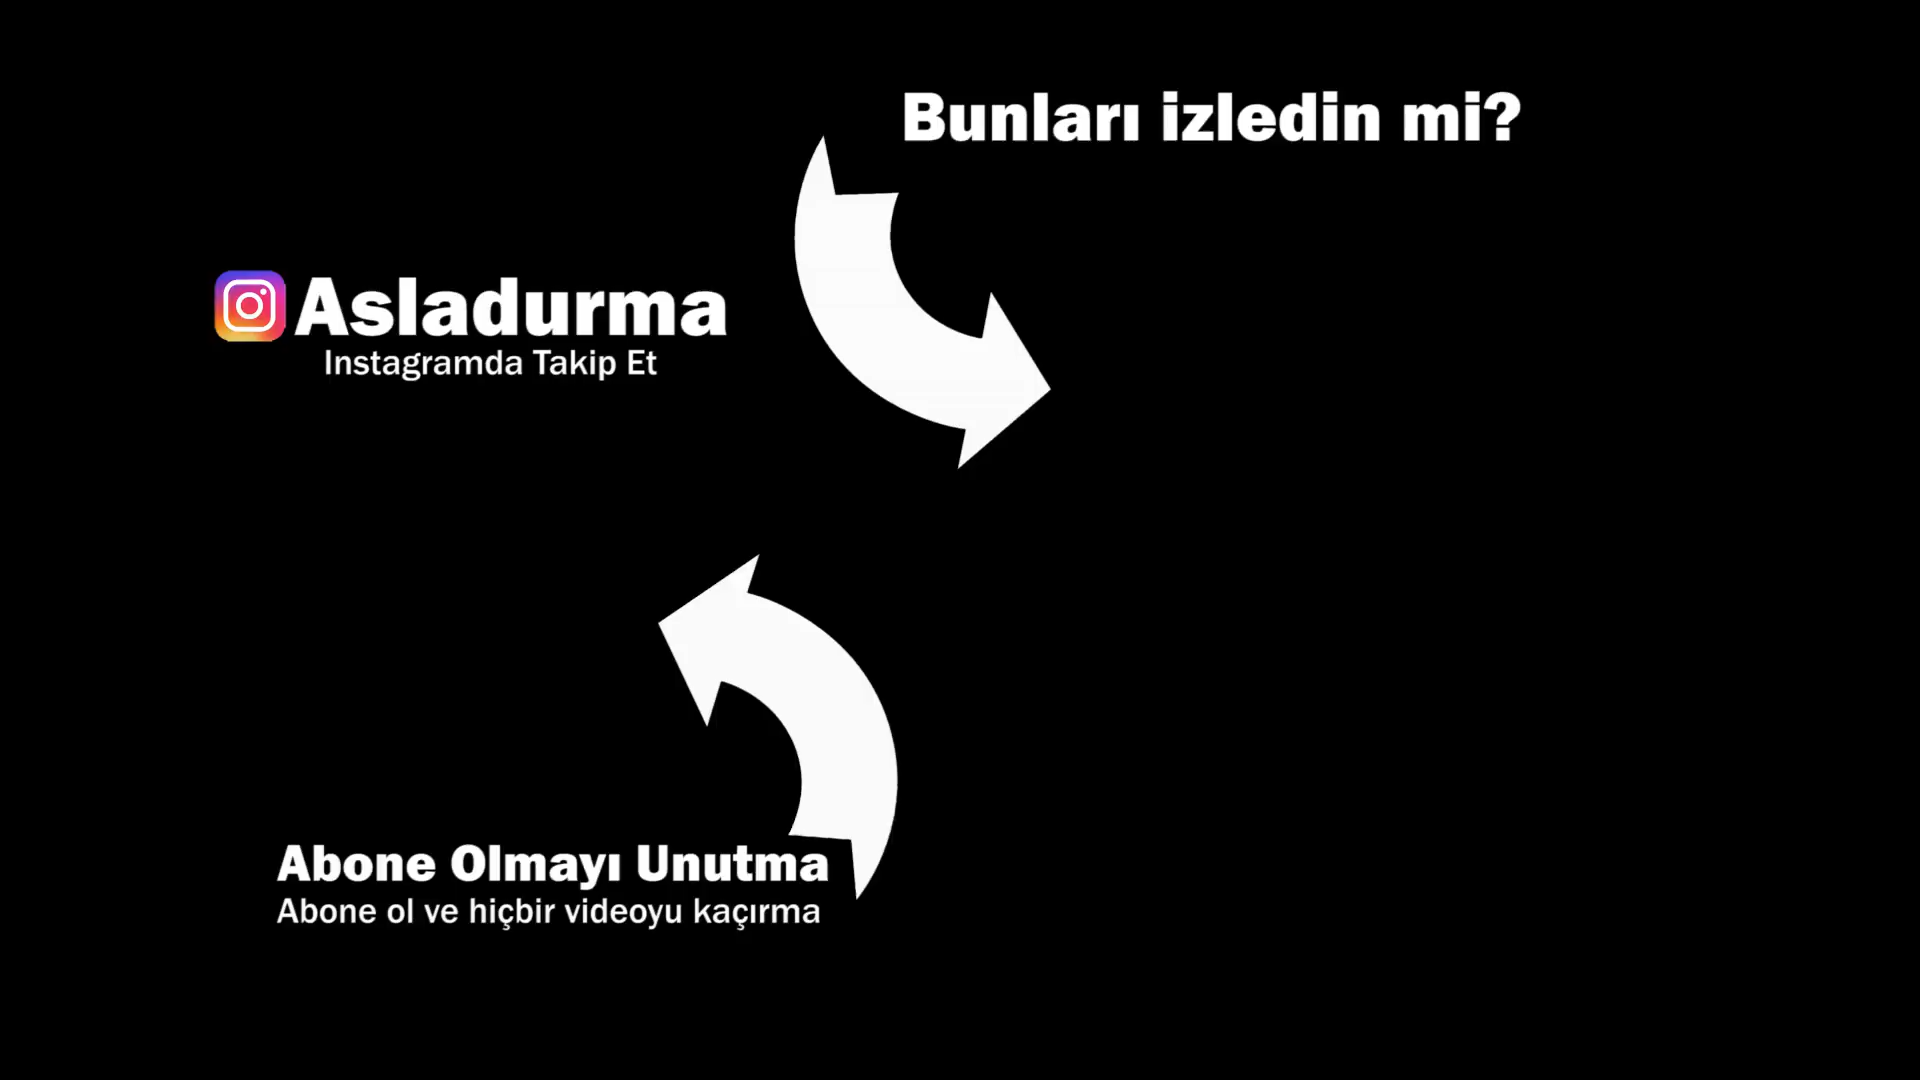 Bunları izledin mi?
Asladurma
Instagramda Takip Et
Abone Olmayı Unutma
Abone ol ve hiçbir videoyu kaçırma